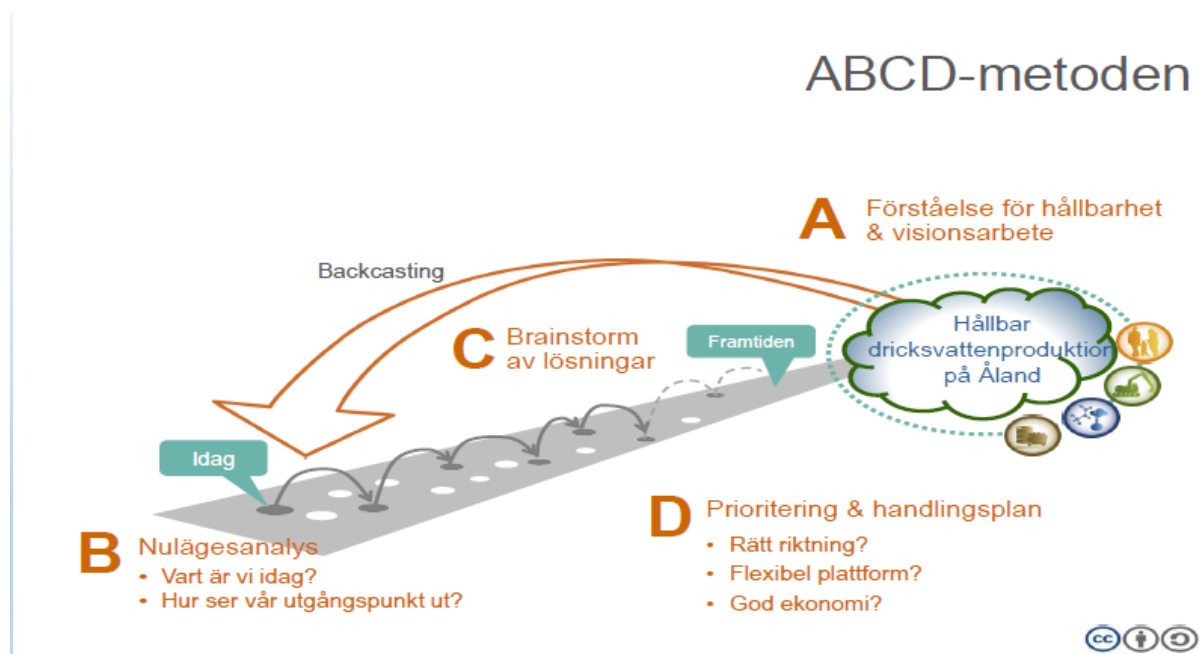 ABCD-metoden
A
Förståelse för hållbarhet
& visionsarbete
Backcasting
C
Brainstorm
av lösningar
Framtiden
Hållbar
dricksvattenproduktion
på Åland
Idag
B
Nulägesanalys
• Vart är vi idag?
• Hur ser vår utgångspunkt ut?
D
Prioritering & handlingsplan
• Rätt riktning?
• Flexibel plattform?
• God ekonomi?
cc